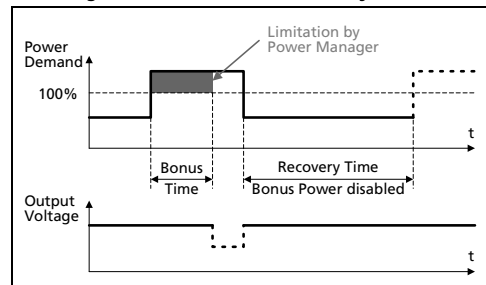 Power
Demand
Limitation by
Power Manager
100%
t
Bonus
Time
Recovery Time
Bonus Power disabled
Output
Voltage
t